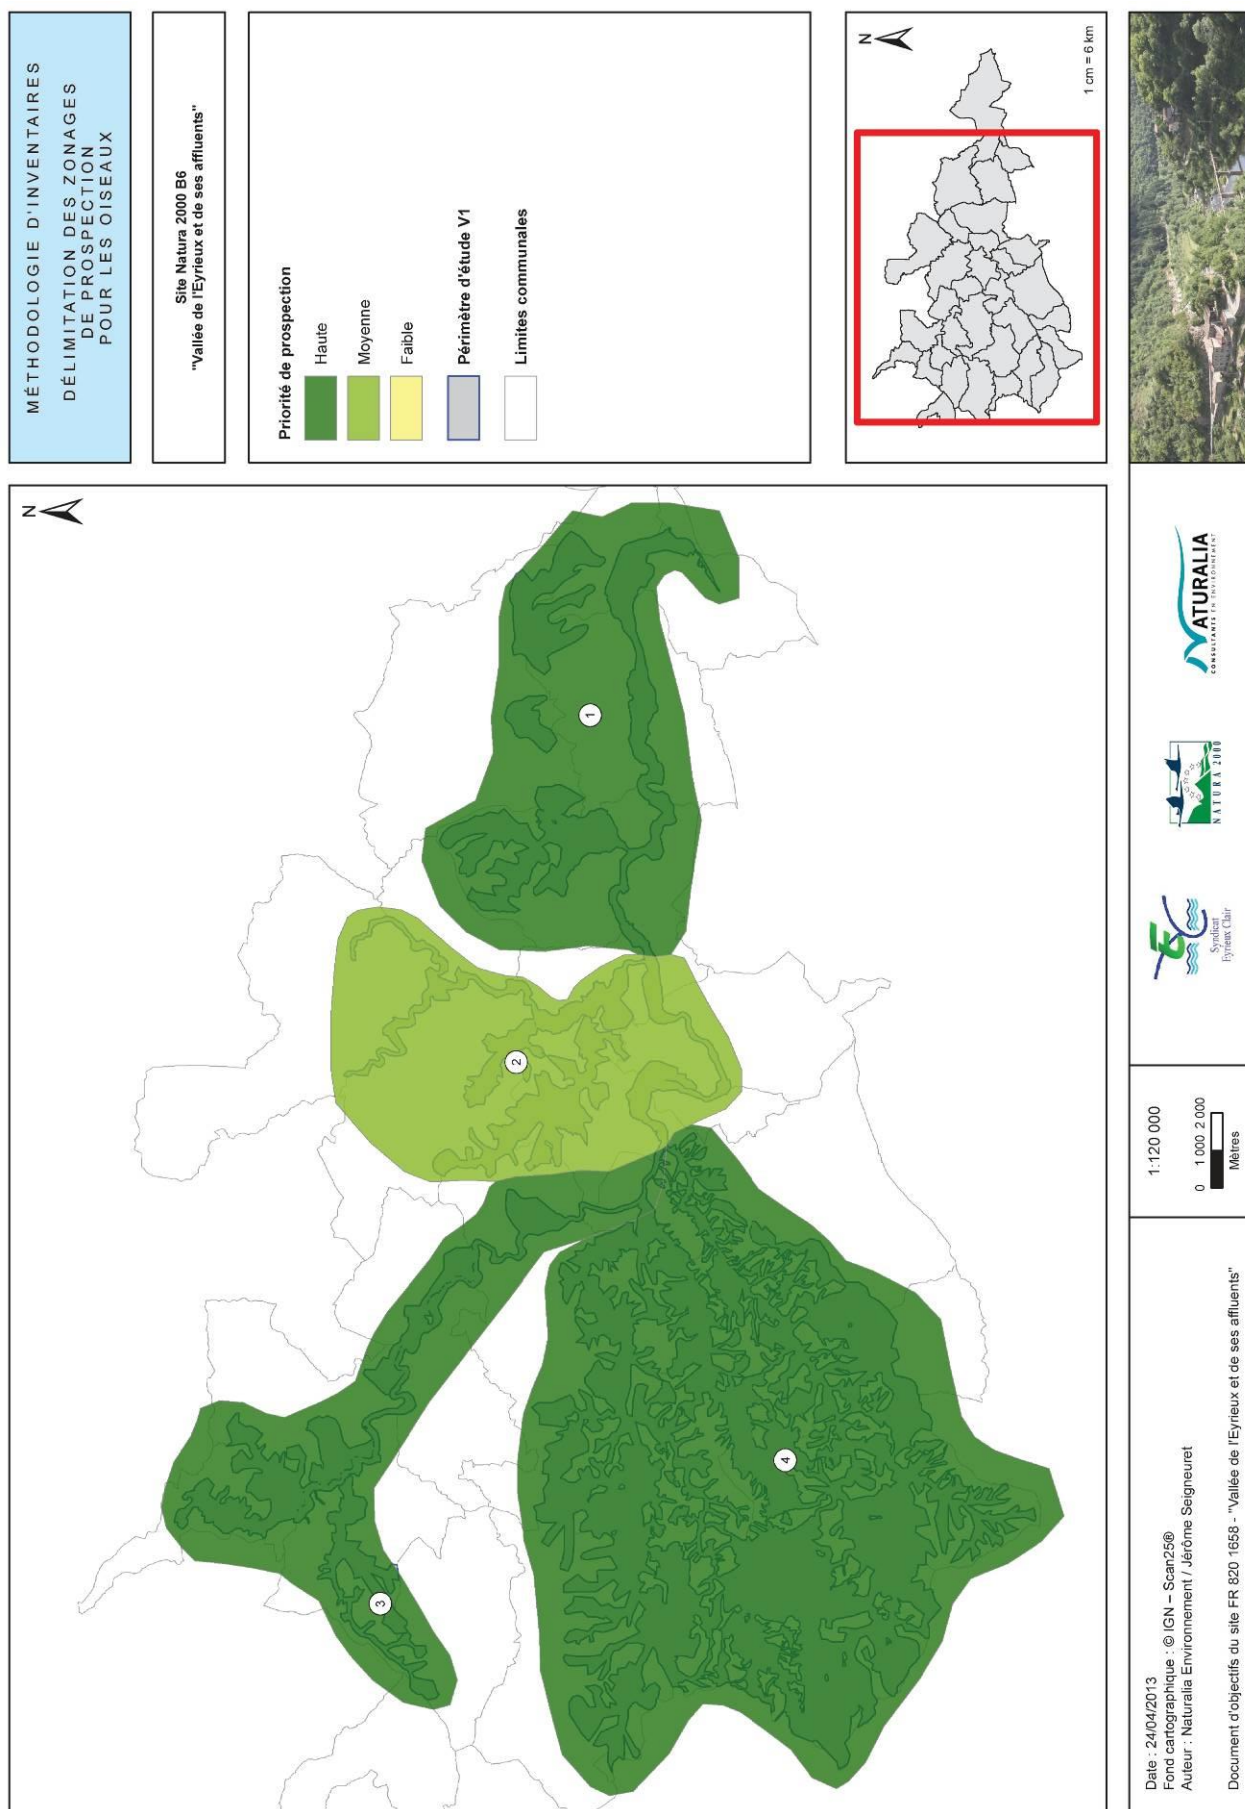 MÉTHODOLOGIE D'INVENTAIRES
DÉLIMITATION DES ZONAGES
DE PROSPECTION
POUR LES OISEAUX
Site Natura 2000 B6
"Vallée de l'Eyrieux et de ses affluents"
Priorité de prospection
Haute
Moyenne
Faible
Périmètre d'étude V1
Limites communales
N
1 cm = 6 km
N
1
2
3
4
Date : 24/04/2013
Fond cartographique : © IGN – Scan25®
Auteur : Naturalia Environnement / Jérôme Seigneuret
Document d'objectifs du site FR 820 1658 - "Vallée de l'Eyrieux et de ses affluents"
1:120 000
0 1 000 2 000
Mètres
Syndicat
Eyrieux Clair
NATURA 2000
NATURALIA
CONSULTANTS EN ENVIRONNEMENT